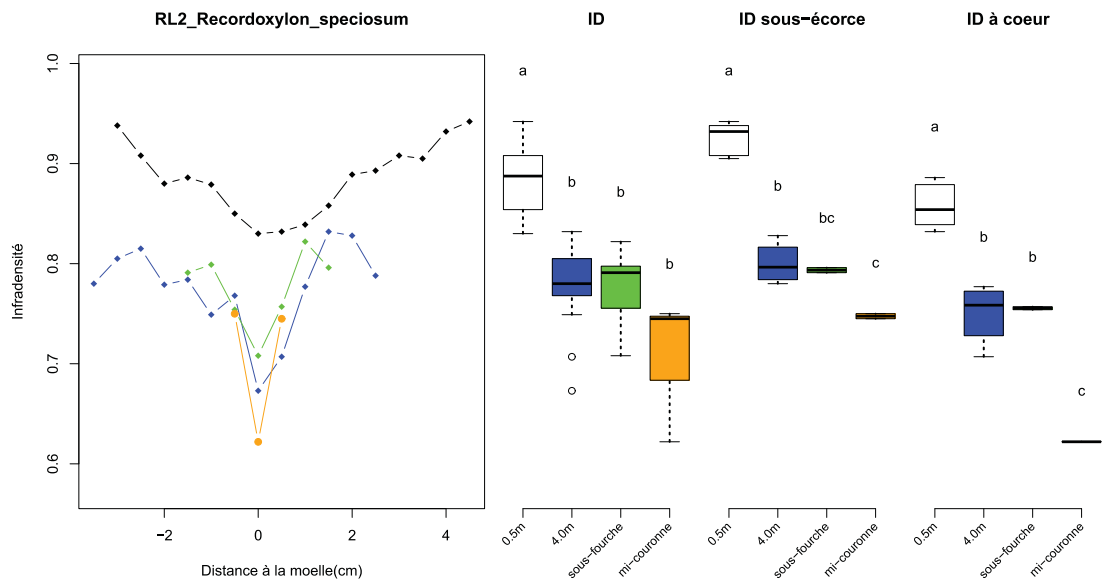 RL2_Recordoxylon_speciosum
Infradensité
1.0
0.9
0.8
0.7
0.6
−4
−2
0
2
4
Distance à la moelle(cm)
ID
a
b
b
b
0.5m
4.0m
sous−fourche
mi−couronne
ID sous−écorce
a
b
bc
c
0.5m
4.0m
sous−fourche
mi−couronne
ID à coeur
a
b
b
c
0.5m
4.0m
sous−fourche
mi−couronne